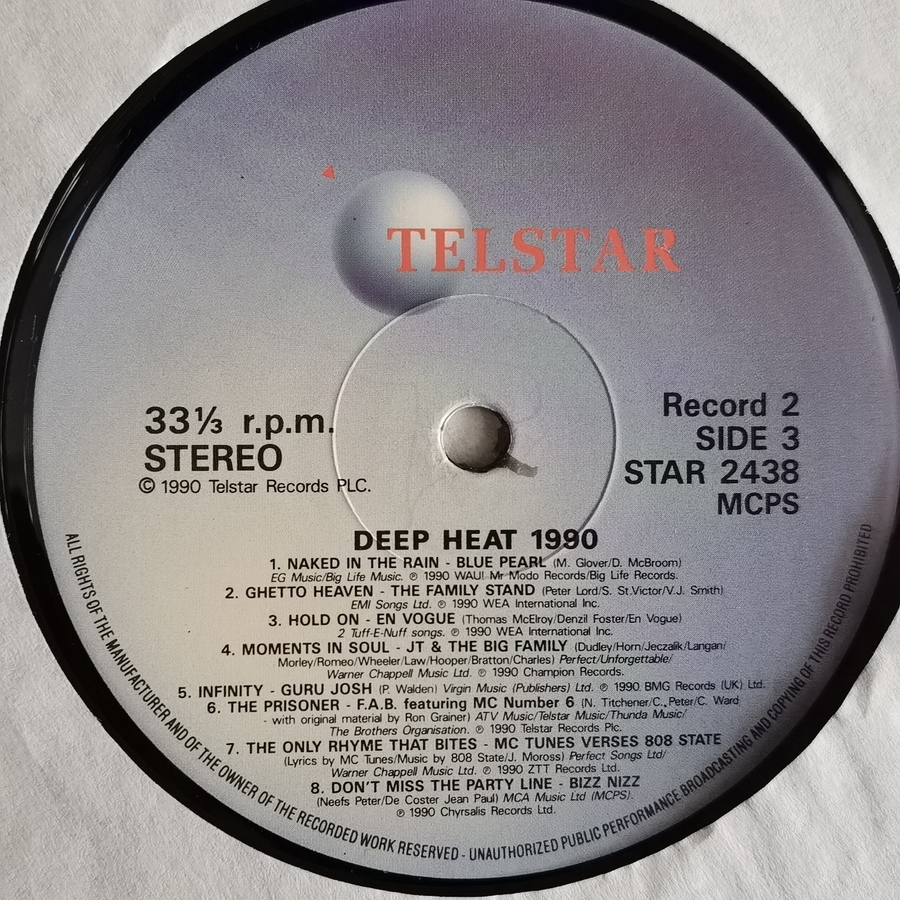 TELSTAR
33⅓ r.p.m.
STEREO
© 1990 Telstar Records PLC.
Record 2
SIDE 3
STAR 2438
MCPS
DEEP HEAT 1990
1. NAKED IN THE RAIN - BLUE PEARL (M. Glover/D. McBroom)
EG Music/Big Life Music. ℗ 1990 WAU! Mr Modo Records/Big Life Records.
2. GHETTO HEAVEN - THE FAMILY STAND (Peter Lord/S. St.Victor/V.J. Smith)
EMI Songs Ltd. ℗ 1990 WEA International Inc.
3. HOLD ON - EN VOGUE (Thomas McElroy/Denzil Foster/En Vogue)
2 Tuff-E-Nuff songs. ℗ 1990 WEA International Inc.
4. MOMENTS IN SOUL - JT & THE BIG FAMILY (Dudley/Horn/Jeczalik/Langan/
Morley/Romeo/Wheeler/Law/Hooper/Bratton/Charles) Perfect/Unforgettable/
Warner Chappell Music Ltd. ℗ 1990 Champion Records.
5. INFINITY - GURU JOSH (P. Walden) Virgin Music (Publishers) Ltd. ℗ 1990 BMG Records (UK) Ltd.
6. THE PRISONER - F.A.B. featuring MC Number 6 (N. Titchener/C. Peter/C. Ward
- with original material by Ron Grainer) ATV Music/Telstar Music/Thunda Music/
The Brothers Organisation. ℗ 1990 Telstar Records Plc.
7. THE ONLY RHYME THAT BITES - MC TUNES VERSES 808 STATE
(Lyrics by MC Tunes/Music by 808 State/J. Moross) Perfect Songs Ltd/
Warner Chappell Music Ltd. ℗ 1990 ZTT Records Ltd.
8. DON'T MISS THE PARTY LINE - BIZZ NIZZ
(Neefs Peter/De Coster Jean Paul) MCA Music Ltd (MCPS).
℗ 1990 Chyrsalis Records Ltd.
ALL RIGHTS OF THE MANUFACTURER AND OF THE OWNER OF THE RECORDED WORK RESERVED - UNAUTHORIZED PUBLIC PERFORMANCE BROADCASTING AND COPYING OF THIS RECORD PROHIBITED